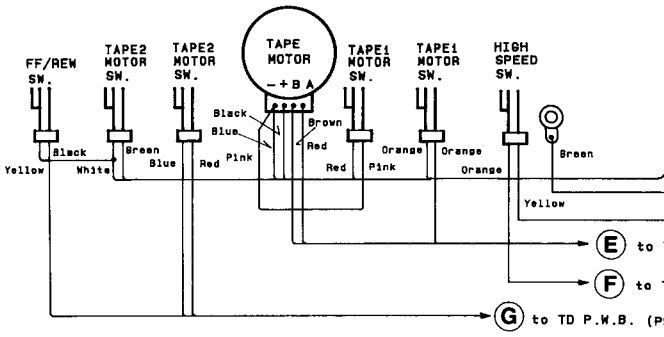 FF/REW
SW.
TAPE2
MOTOR
SW.
TAPE2
MOTOR
SW.
TAPE
MOTOR
- + B A
TAPE1
MOTOR
SW.
TAPE1
MOTOR
SW.
HIGH
SPEED
SW.
Black
Yellow
White
Green
Blue
Red
Black
Blue
Pink
Brown
Red
Red
Pink
Orange
Orange
Orange
Yellow
Green
E to
F to
G to TD P.W.B. (P